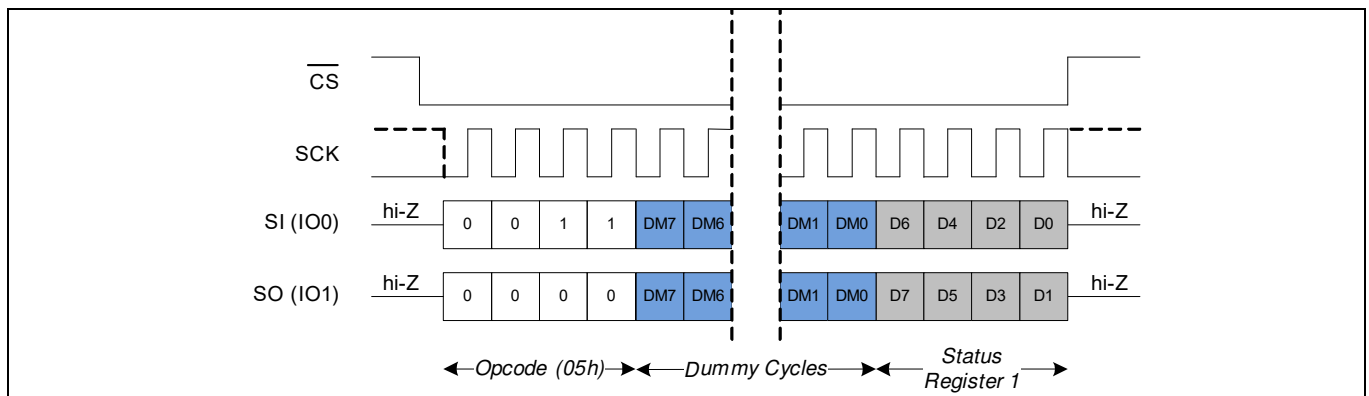 CS
SCK
SI (IO0) hi-Z 0 0 1 1 DM7 DM6 DM1 DM0 D6 D4 D2 D0 hi-Z
SO (IO1) hi-Z 0 0 0 0 DM7 DM6 DM1 DM0 D7 D5 D3 D1 hi-Z
Opcode (05h) Dummy Cycles Status
Register 1